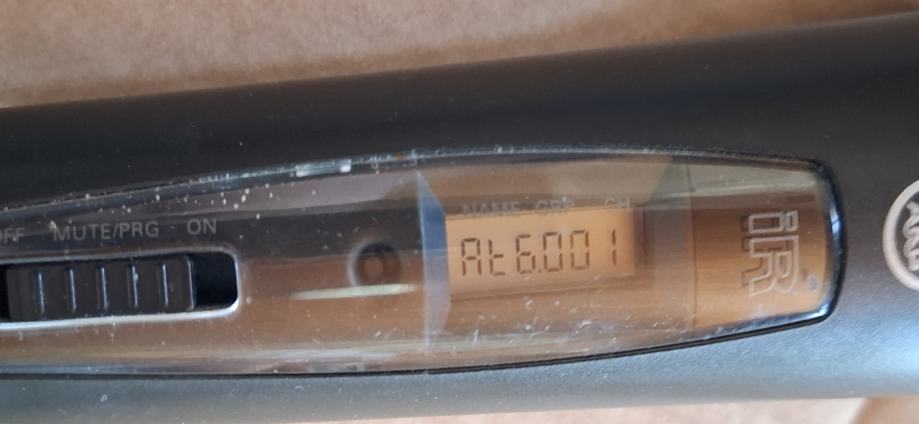 OFF MUTE/PRG ON
NAME GRP CH
At6.001
iR